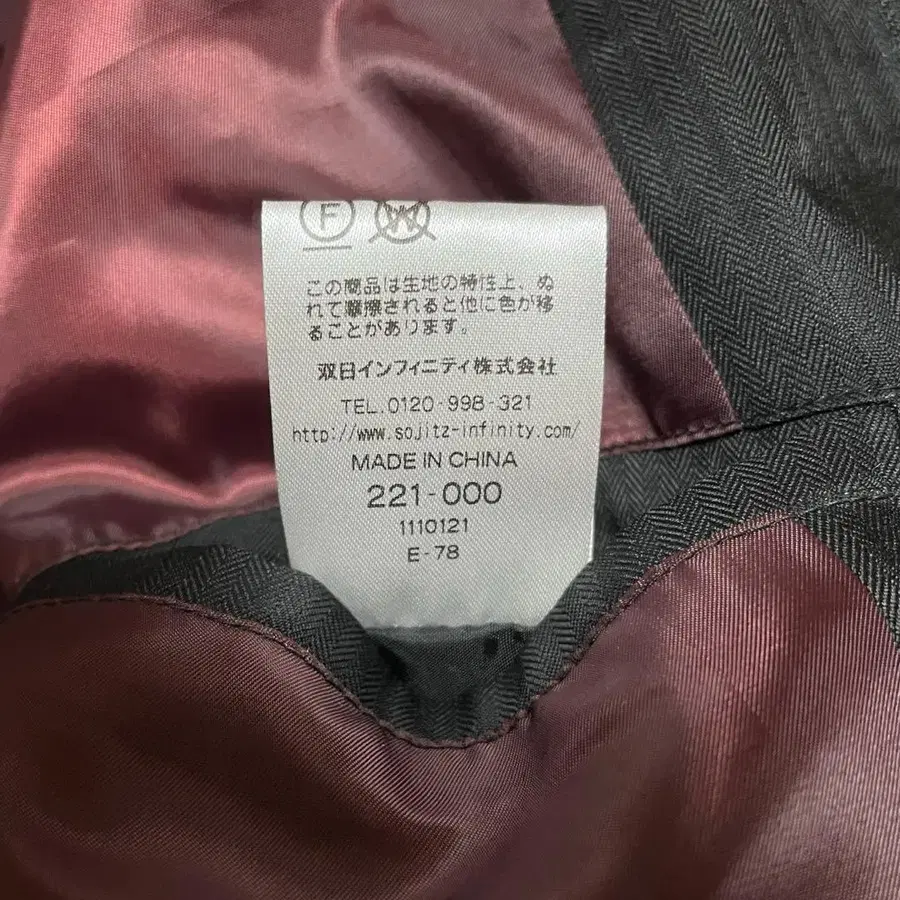 F W
この商品は生地の特性上、ぬ
れて摩擦されると他に色が移
ることがあります。
双日インフィニティ株式会社
TEL.0120-998-321
http://www.sojitz-infinity.com/
MADE IN CHINA
221-000
1110121
E-78